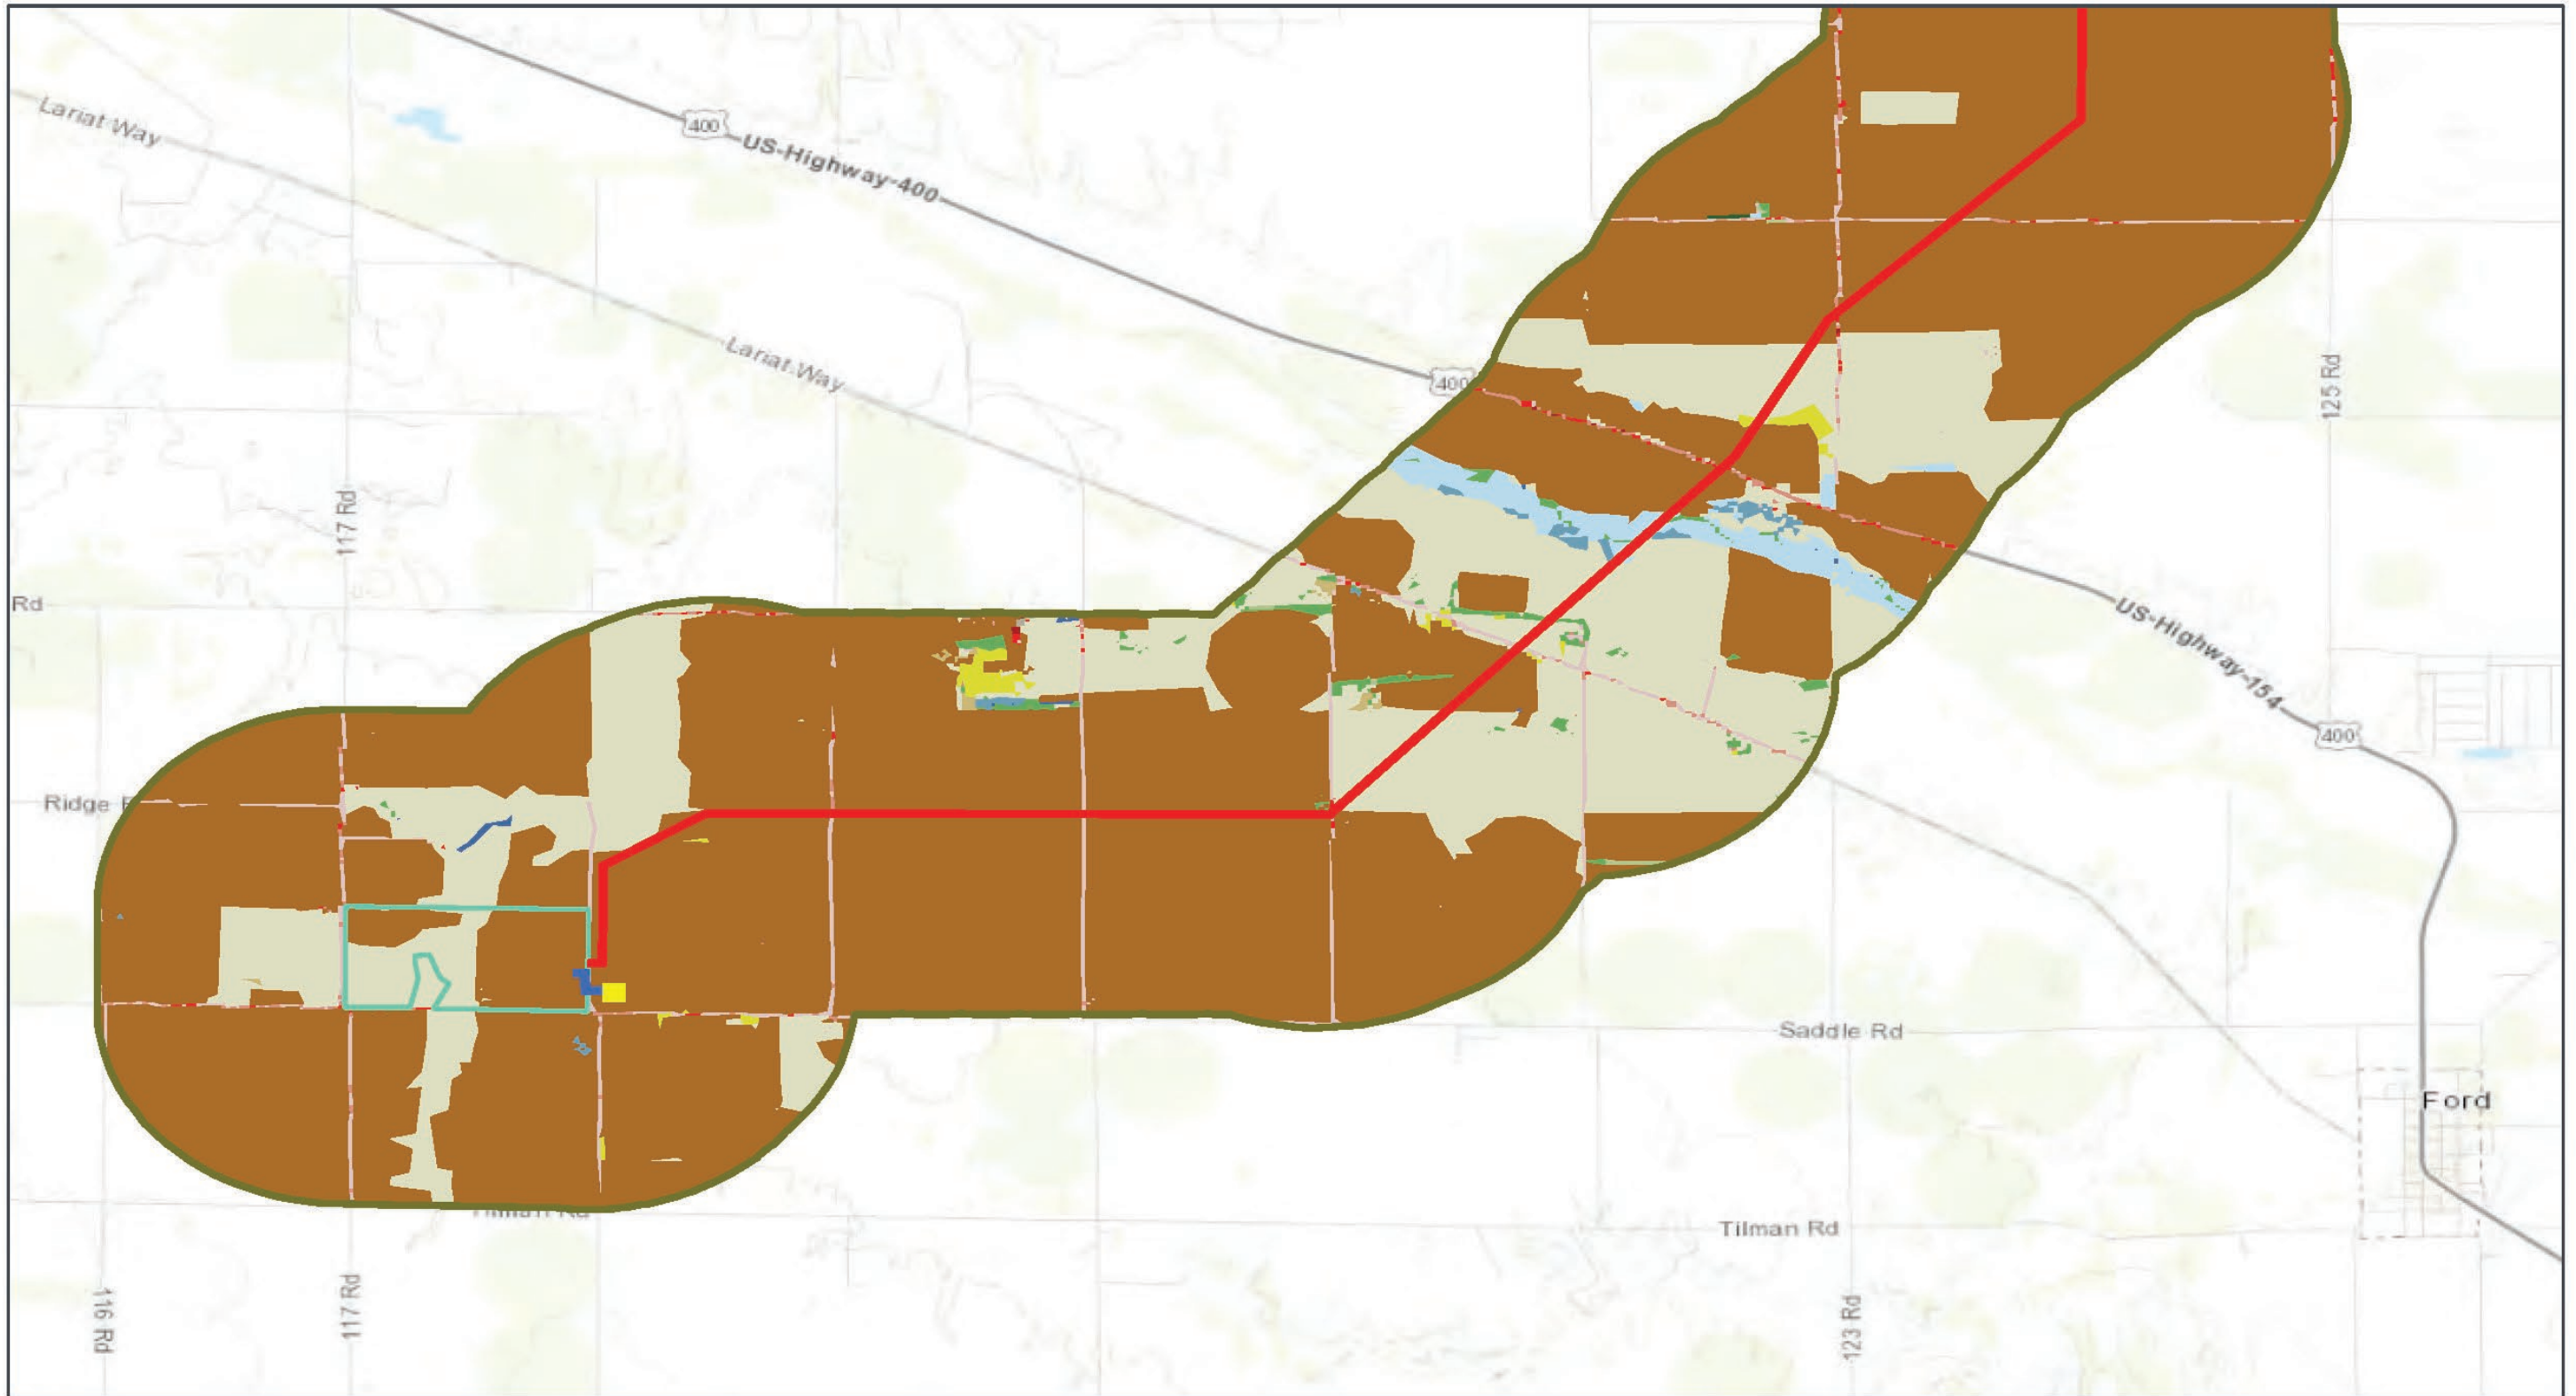 Lariat Way
400
US-Highway-400
Lariat Way
400
125 Rd
117 Rd
Rd
US-Highway-154
400
Ridge
Saddle Rd
Ford
Tilman Rd
116 Rd
117 Rd
123 Rd